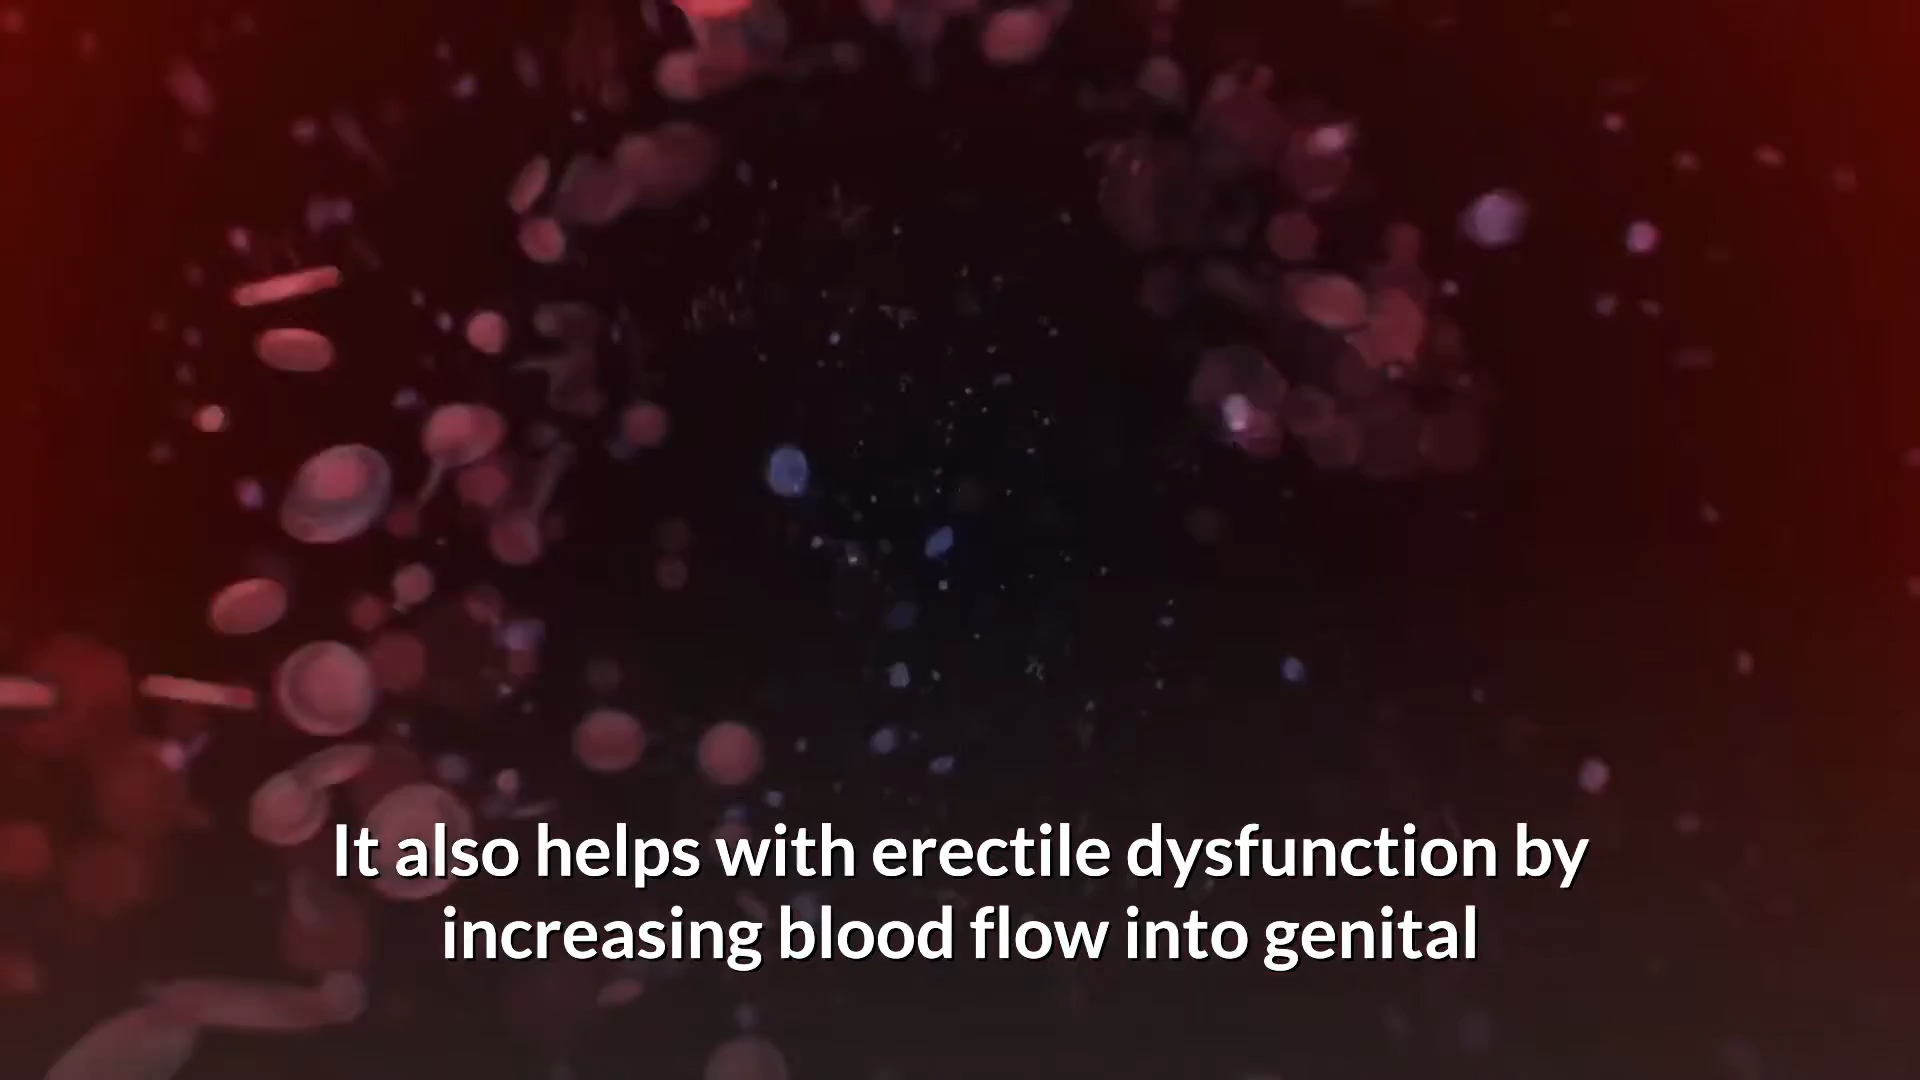 It also helps with erectile dysfunction by
increasing blood flow into genital